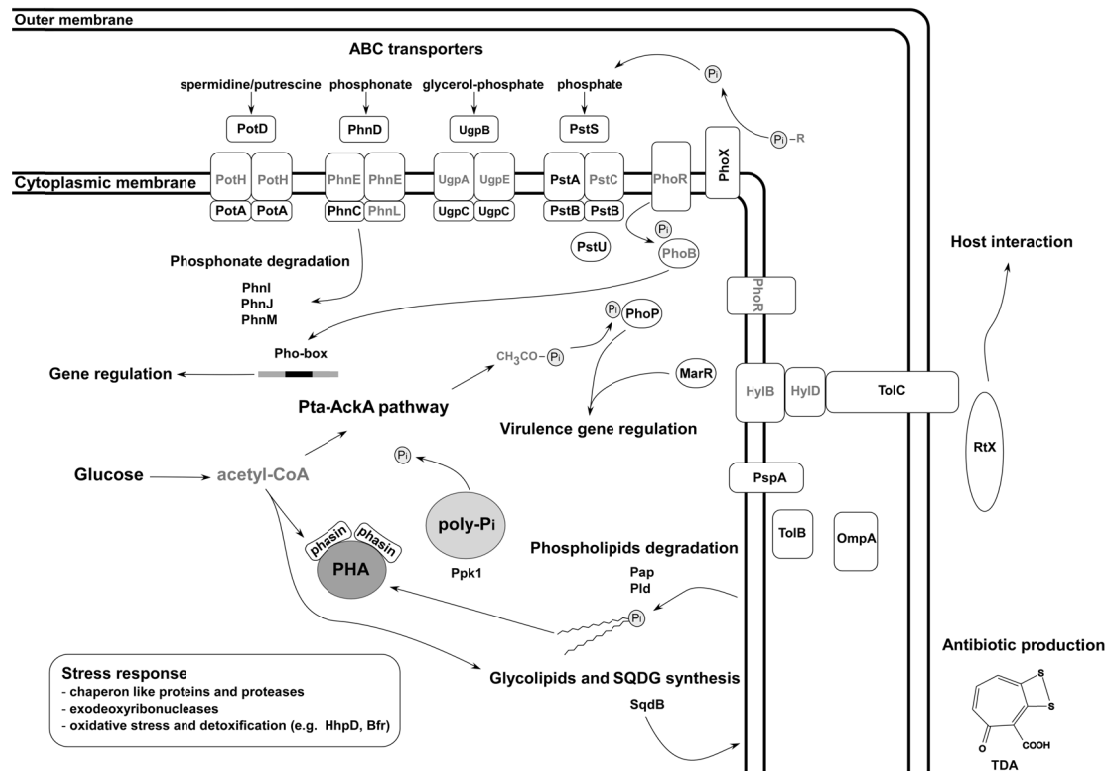 Outer membrane
ABC transporters
spermidine/putrescine phosphonate glycerol-phosphate phosphate
Pi
Pi-R
PotD PhnD UgpB PstS
PhoX
Cytoplasmic membrane PotH PotH PhnE PhnE UgpA UgpE PstA PstC PhoR
PotA PotA PhnC PhnL UgpC UgpC PstB PstB
Pi
PstU PhoB
Host interaction
Phosphonate degradation
PhnI
PhnJ
PhnM
PhoR
Pi PhoP
Pho-box
CH3CO-Pi
Gene regulation
MarR
HylB HylD TolC
Pta-AckA pathway
Virulence gene regulation
RtX
Pi
Glucose acetyl-CoA
PspA
poly-Pi
phasin phasin
TolB OmpA
Phospholipids degradation
PHA
Ppk1
Pap
Pld
Pi
Antibiotic production
Stress response
- chaperon like proteins and proteases
- exodeoxyribonucleases
- oxidative stress and detoxification (e.g. HhpD, Bfr)
Glycolipids and SQDG synthesis
SqdB
S
S
O
COOH
TDA